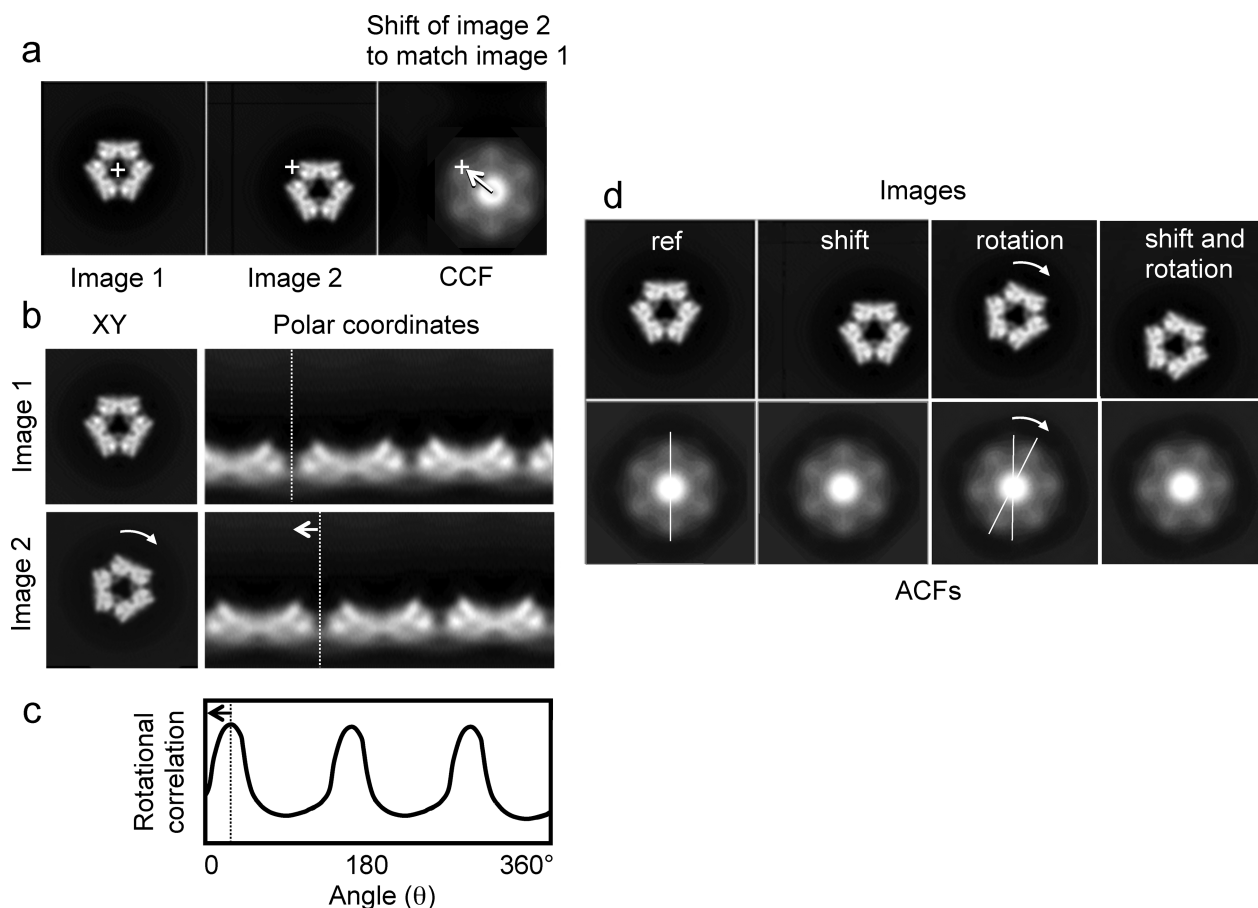 a
Shift of image 2
to match image 1
Image 1
Image 2
CCF
b
XY
Polar coordinates
Image 1
Image 2
c
Rotational
correlation
0
180
360°
Angle (θ)
d
Images
ref
shift
rotation
shift and
rotation
ACFs